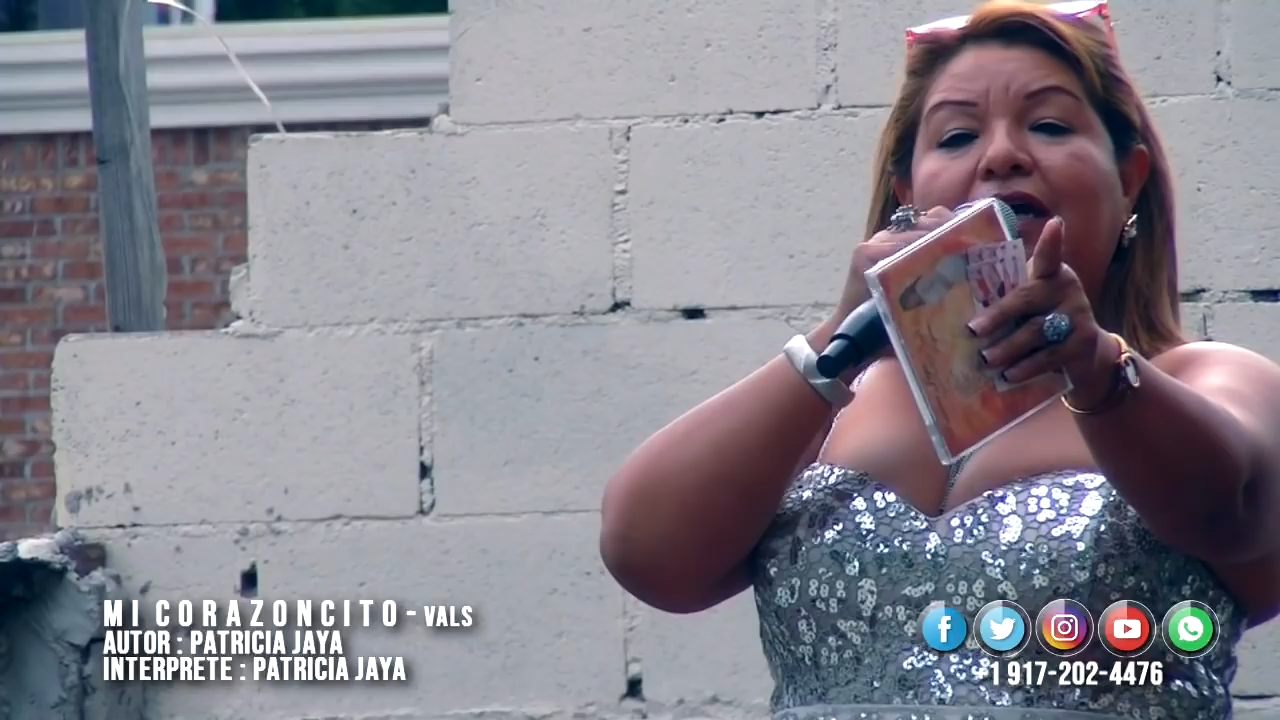 MI CORAZONCITO - VALS
AUTOR : PATRICIA JAYA
INTERPRETE : PATRICIA JAYA
1 917-202-4476